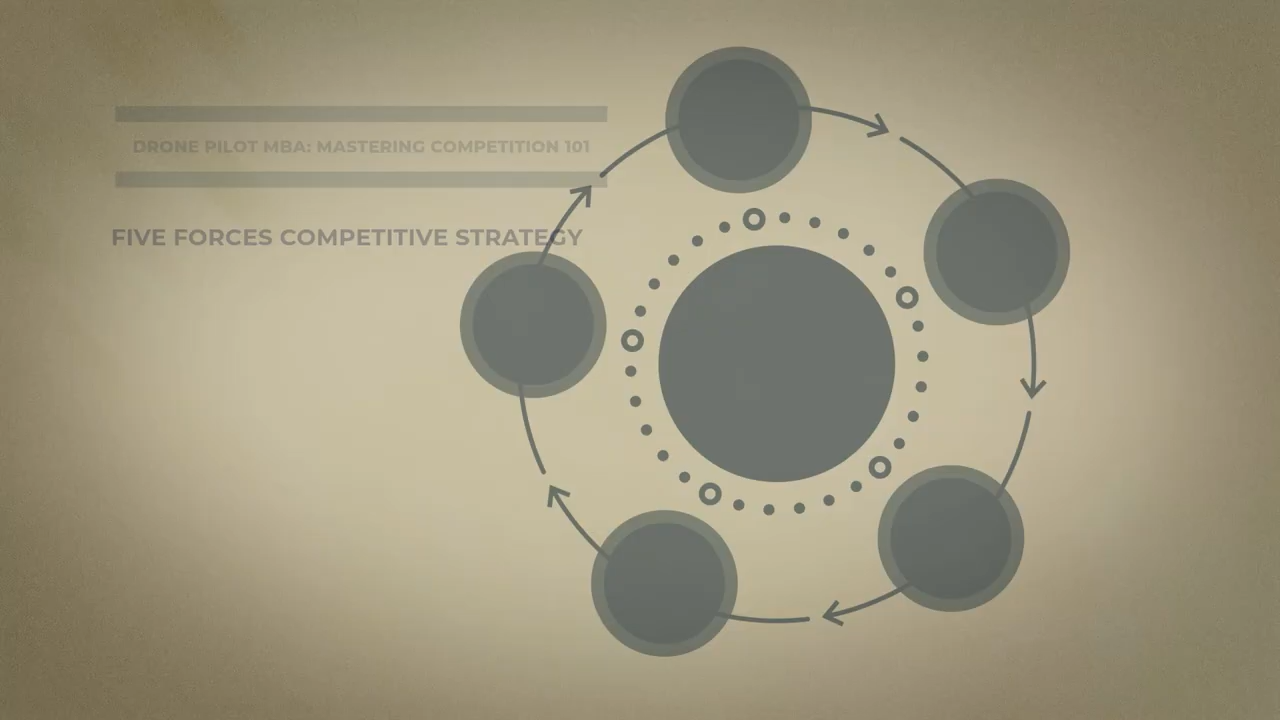 DRONE PILOT MBA: MASTERING COMPETITION 101
FIVE FORCES COMPETITIVE STRATEGY